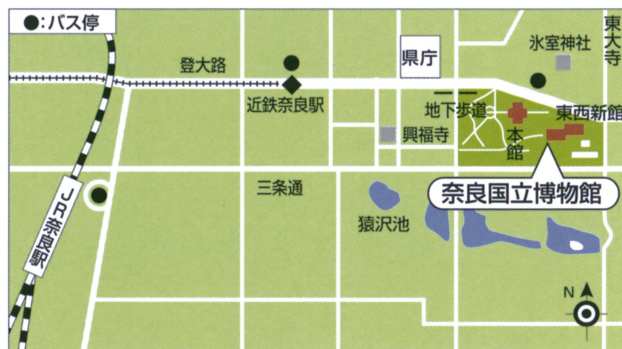 ●:バス停
登大路
近鉄奈良駅
県庁
氷室神社
東大寺
地下歩道
興福寺
本館
東西新館
三条通
奈良国立博物館
猿沢池
JR奈良駅
N